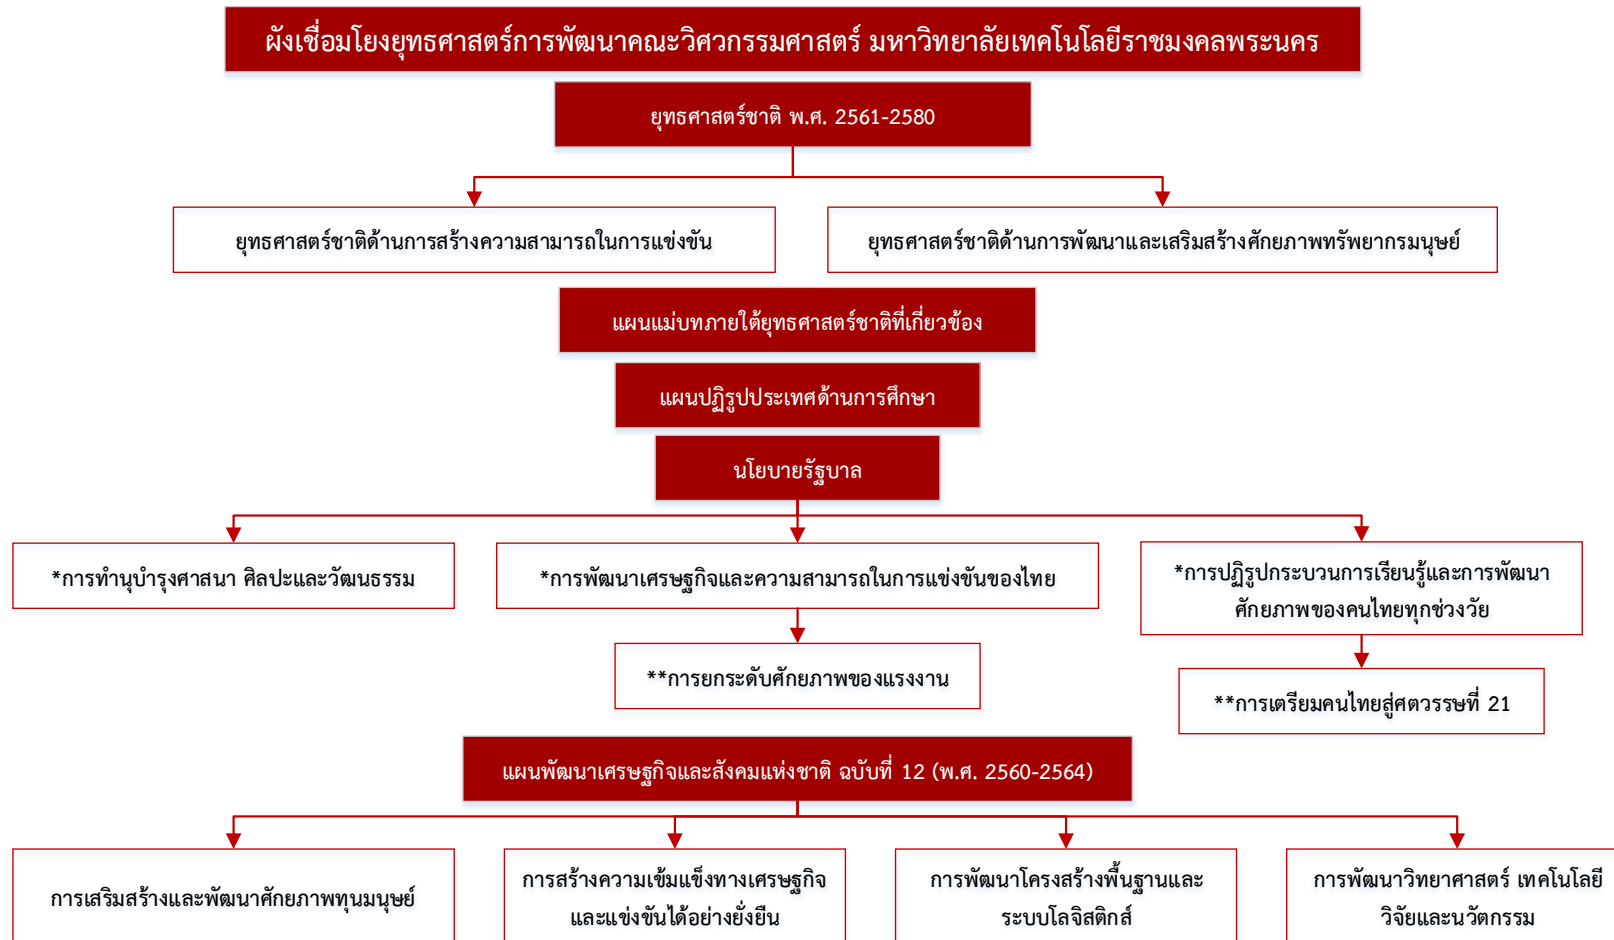 ผังเชื่อมโยงยุทธศาสตร์การพัฒนาคณะวิศวกรรมศาสตร์ มหาวิทยาลัยเทคโนโลยีราชมงคลพระนคร
ยุทธศาสตร์ชาติ พ.ศ. 2561-2580
ยุทธศาสตร์ชาติด้านการสร้างความสามารถในการแข่งขัน
ยุทธศาสตร์ชาติด้านการพัฒนาและเสริมสร้างศักยภาพทรัพยากรมนุษย์
แผนแม่บทภายใต้ยุทธศาสตร์ชาติที่เกี่ยวข้อง
แผนปฏิรูปประเทศด้านการศึกษา
นโยบายรัฐบาล
*การทำนุบำรุงศาสนา ศิลปะและวัฒนธรรม
*การพัฒนาเศรษฐกิจและความสามารถในการแข่งขันของไทย
*การปฏิรูปกระบวนการเรียนรู้และการพัฒนา
ศักยภาพของคนไทยทุกช่วงวัย
**การยกระดับศักยภาพของแรงงาน
**การเตรียมคนไทยสู่ศตวรรษที่ 21
แผนพัฒนาเศรษฐกิจและสังคมแห่งชาติ ฉบับที่ 12 (พ.ศ. 2560-2564)
การเสริมสร้างและพัฒนาศักยภาพทุนมนุษย์
การสร้างความเข้มแข็งทางเศรษฐกิจ
และแข่งขันได้อย่างยั่งยืน
การพัฒนาโครงสร้างพื้นฐานและ
ระบบโลจิสติกส์
การพัฒนาวิทยาศาสตร์ เทคโนโลยี
วิจัยและนวัตกรรม